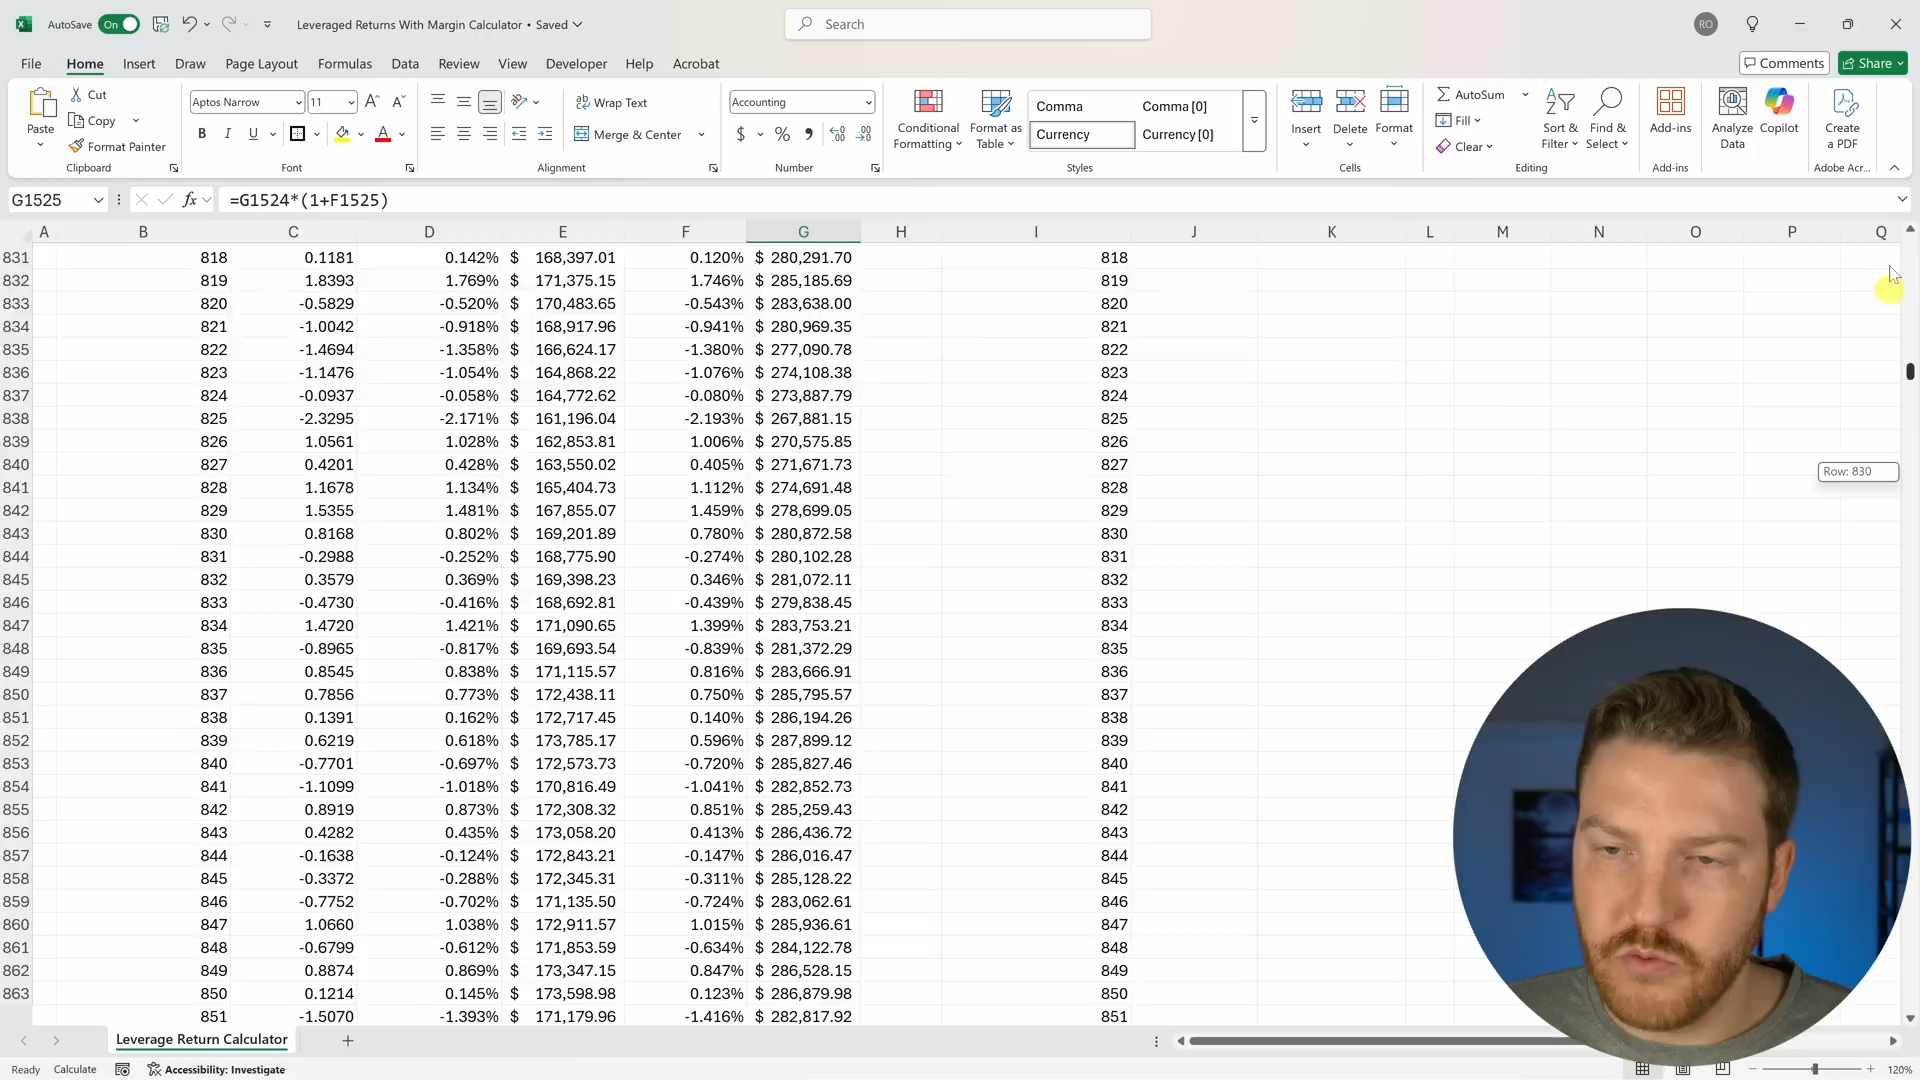 AutoSave On Leveraged Returns With Margin Calculator • Saved Search RO
File Home Insert Draw Page Layout Formulas Data Review View Developer Help Acrobat Comments Share
Paste Cut Copy Format Painter Clipboard
Aptos Narrow 11 B I U A Font
Wrap Text Merge & Center Alignment
Accounting $ % 9 Number
Conditional Formatting Format as Table Comma Comma [0] Currency Currency [0] Styles
Insert Delete Format Cells
AutoSum Fill Clear Sort & Filter Find & Select Editing
Add-ins Add-ins
Analyze Data Copilot
Create a PDF Adobe Acr...
G1525 fx =G1524*(1+F1525)
A B C D E F G H I J K L M N O P Q
831 818 0.1181 0.142% $ 168,397.01 0.120% $ 280,291.70 818
832 819 1.8393 1.769% $ 171,375.15 1.746% $ 285,185.69 819
833 820 -0.5829 -0.520% $ 170,483.65 -0.543% $ 283,638.00 820
834 821 -1.0042 -0.918% $ 168,917.96 -0.941% $ 280,969.35 821
835 822 -1.4694 -1.358% $ 166,624.17 -1.380% $ 277,090.78 822
836 823 -1.1476 -1.054% $ 164,868.22 -1.076% $ 274,108.38 823
837 824 -0.0937 -0.058% $ 164,772.62 -0.080% $ 273,887.79 824
838 825 -2.3295 -2.171% $ 161,196.04 -2.193% $ 267,881.15 825
839 826 1.0561 1.028% $ 162,853.81 1.006% $ 270,575.85 826
840 827 0.4201 0.428% $ 163,550.02 0.405% $ 271,671.73 827 Row: 830
841 828 1.1678 1.134% $ 165,404.73 1.112% $ 274,691.48 828
842 829 1.5355 1.481% $ 167,855.07 1.459% $ 278,699.05 829
843 830 0.8168 0.802% $ 169,201.89 0.780% $ 280,872.58 830
844 831 -0.2988 -0.252% $ 168,775.90 -0.274% $ 280,102.28 831
845 832 0.3579 0.369% $ 169,398.23 0.346% $ 281,072.11 832
846 833 -0.4730 -0.416% $ 168,692.81 -0.439% $ 279,838.45 833
847 834 1.4720 1.421% $ 171,090.65 1.399% $ 283,753.21 834
848 835 -0.8965 -0.817% $ 169,693.54 -0.839% $ 281,372.29 835
849 836 0.8545 0.838% $ 171,115.57 0.816% $ 283,666.91 836
850 837 0.7856 0.773% $ 172,438.11 0.750% $ 285,795.57 837
851 838 0.1391 0.162% $ 172,717.45 0.140% $ 286,194.26 838
852 839 0.6219 0.618% $ 173,785.17 0.596% $ 287,899.12 839
853 840 -0.7701 -0.697% $ 172,573.73 -0.720% $ 285,827.46 840
854 841 -1.1099 -1.018% $ 170,816.49 -1.041% $ 282,852.73 841
855 842 0.8919 0.873% $ 172,308.32 0.851% $ 285,259.43 842
856 843 0.4282 0.435% $ 173,058.20 0.413% $ 286,436.72 843
857 844 -0.1638 -0.124% $ 172,843.21 -0.147% $ 286,016.47 844
858 845 -0.3372 -0.288% $ 172,345.31 -0.311% $ 285,128.22 845
859 846 -0.7752 -0.702% $ 171,135.50 -0.724% $ 283,062.61 846
860 847 1.0660 1.038% $ 172,911.57 1.015% $ 285,936.61 847
861 848 -0.6799 -0.612% $ 171,853.59 -0.634% $ 284,122.78 848
862 849 0.8874 0.869% $ 173,347.15 0.847% $ 286,528.15 849
863 850 0.1214 0.145% $ 173,598.98 0.123% $ 286,879.98 850
851 -1.5070 -1.393% $ 171,179.96 -1.416% $ 282,817.92 851
Leverage Return Calculator
Ready Calculate Accessibility: Investigate 120%